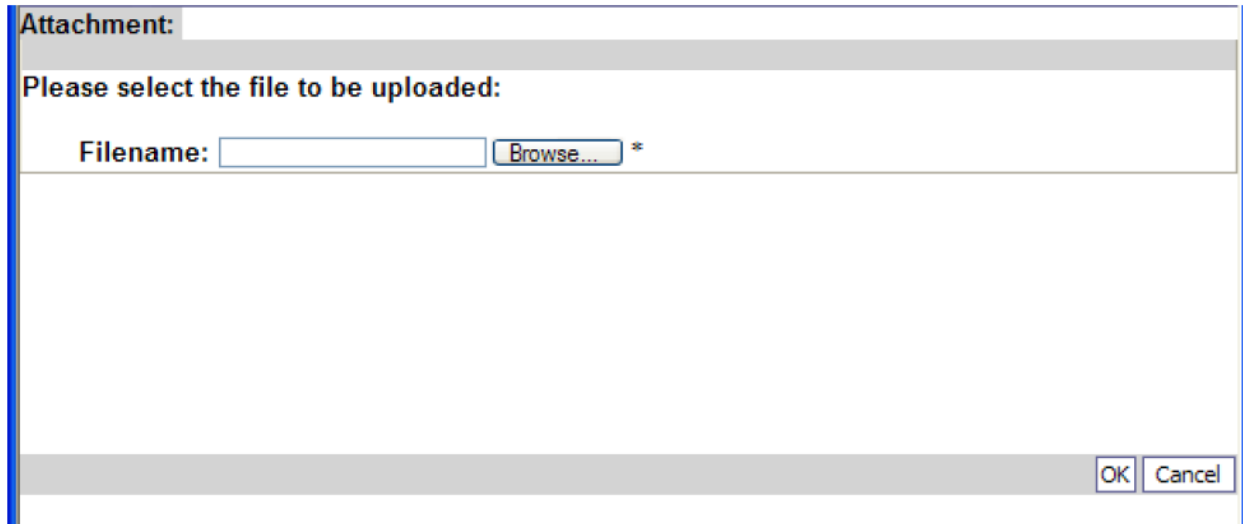 Attachment:
Please select the file to be uploaded:
Filename: Browse... *
OK Cancel